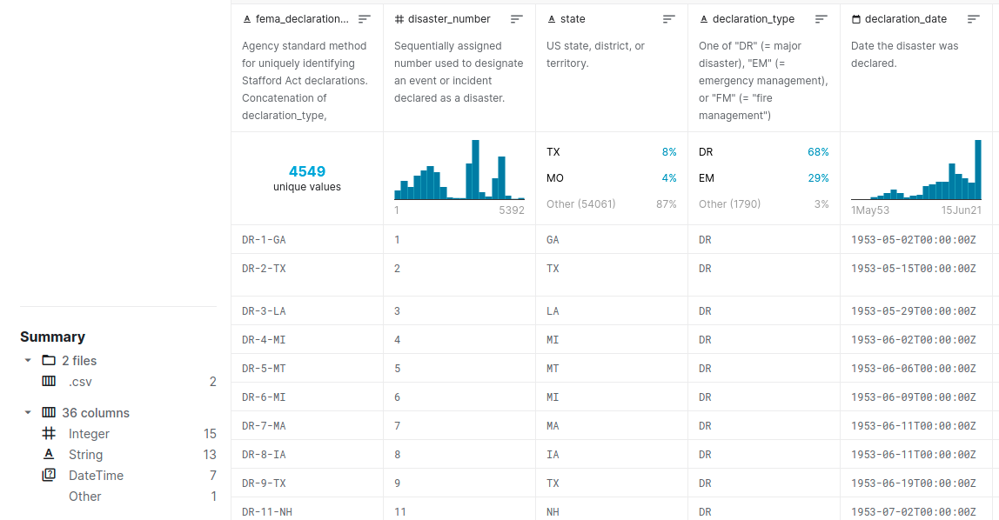 fema_declaration...
disaster_number
state
declaration_type
declaration_date
Agency standard method
for uniquely identifying
Stafford Act declarations.
Concatenation of
declaration_type,
Sequentially assigned
number used to designate
an event or incident
declared as a disaster.
US state, district, or
territory.
One of "DR" (= major
disaster), "EM" (=
emergency management),
or "FM" (= "fire
management")
Date the disaster was
declared.
4549
unique values
1 5392
TX 8%
MO 4%
Other (54061) 87%
DR 68%
EM 29%
Other (1790) 3%
1May53 15Jun21
DR-1-GA 1 GA DR 1953-05-02T00:00:00Z
DR-2-TX 2 TX DR 1953-05-15T00:00:00Z
DR-3-LA 3 LA DR 1953-05-29T00:00:00Z
DR-4-MI 4 MI DR 1953-06-02T00:00:00Z
DR-5-MT 5 MT DR 1953-06-06T00:00:00Z
DR-6-MI 6 MI DR 1953-06-09T00:00:00Z
DR-7-MA 7 MA DR 1953-06-11T00:00:00Z
DR-8-IA 8 IA DR 1953-06-11T00:00:00Z
DR-9-TX 9 TX DR 1953-06-19T00:00:00Z
DR-11-NH 11 NH DR 1953-07-02T00:00:00Z
Summary
2 files
.csv 2
36 columns
Integer 15
String 13
DateTime 7
Other 1